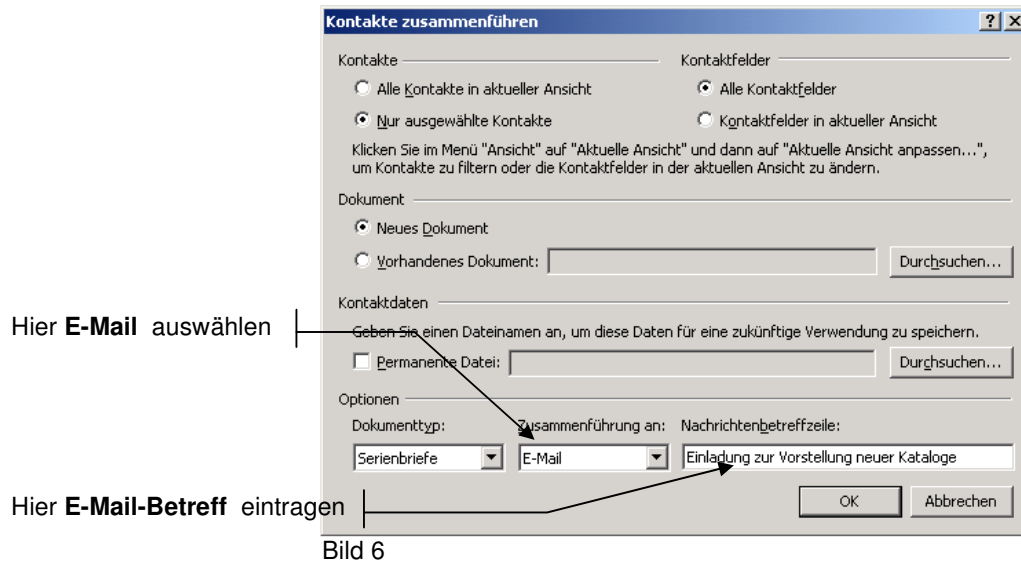 Kontakte zusammenführen
Kontakte
Kontaktfelder
Alle Kontakte in aktueller Ansicht
Alle Kontaktfelder
Nur ausgewählte Kontakte
Kontaktfelder in aktueller Ansicht
Klicken Sie im Menü "Ansicht" auf "Aktuelle Ansicht" und dann auf "Aktuelle Ansicht anpassen...",
um Kontakte zu filtern oder die Kontaktfelder in der aktuellen Ansicht zu ändern.
Dokument
Neues Dokument
Vorhandenes Dokument:
Durchsuchen...
Kontaktdaten
Hier E-Mail auswählen
Geben Sie einen Dateinamen an, um diese Daten für eine zukünftige Verwendung zu speichern.
Permanente Datei:
Durchsuchen...
Optionen
Dokumenttyp:
Zusammenführung an:
Nachrichtenbetreffzeile:
Serienbriefe
E-Mail
Einladung zur Vorstellung neuer Kataloge
Hier E-Mail-Betreff eintragen
OK
Abbrechen
Bild 6